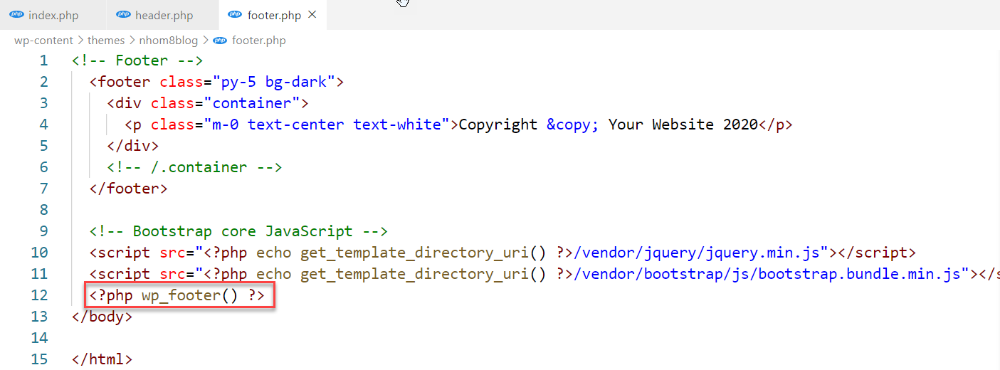 index.php header.php footer.php ×
wp-content > themes > nhom8blog > footer.php
1 <!-- Footer -->
2 <footer class="py-5 bg-dark">
3 <div class="container">
4 <p class="m-0 text-center text-white">Copyright &copy; Your Website 2020</p>
5 </div>
6 <!-- /.container -->
7 </footer>
8
9 <!-- Bootstrap core JavaScript -->
10 <script src="<?php echo get_template_directory_uri() ?>/vendor/jquery/jquery.min.js"></script>
11 <script src="<?php echo get_template_directory_uri() ?>/vendor/bootstrap/js/bootstrap.bundle.min.js"></s
12 <?php wp_footer() ?>
13 </body>
14
15 </html>